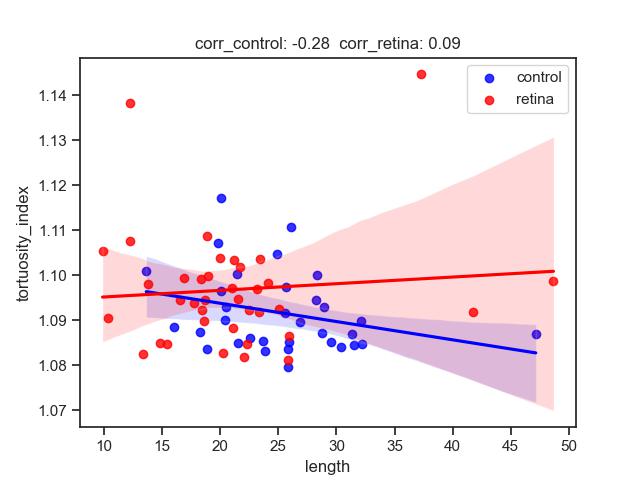 corr_control: -0.28  corr_retina: 0.09
control
retina
1.14
1.13
1.12
1.11
1.10
1.09
1.08
1.07
tortuosity_index
10 15 20 25 30 35 40 45 50
length